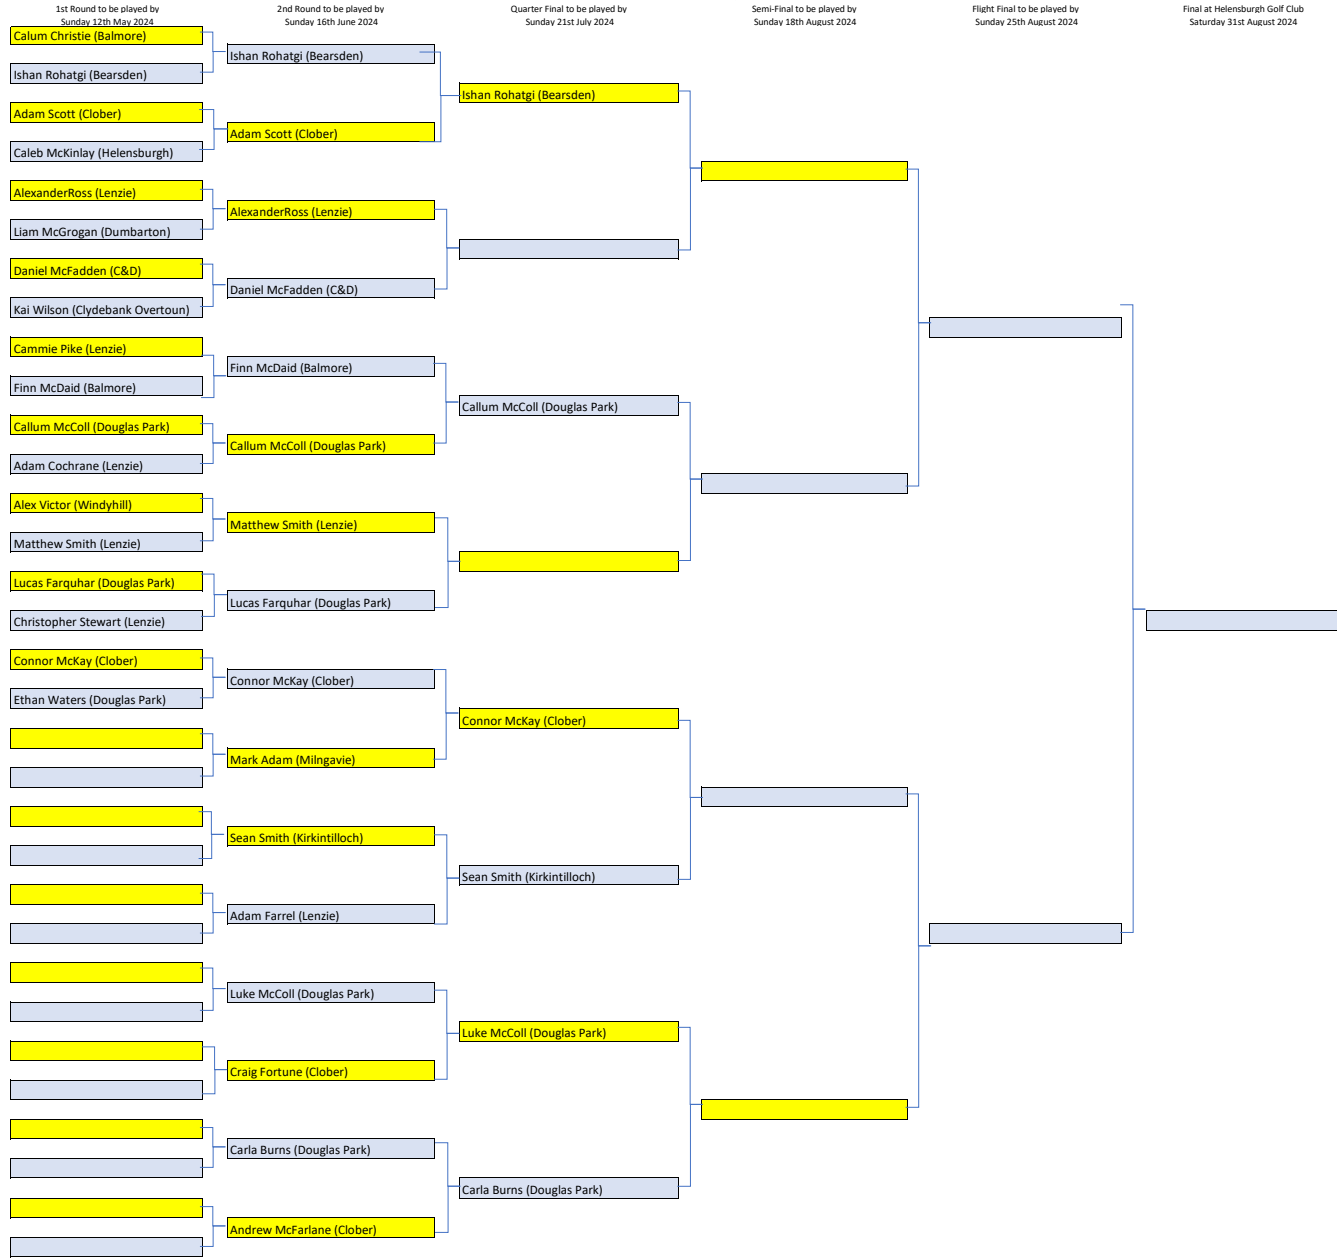 1st Round to be played by
Sunday 12th May 2024
2nd Round to be played by
Sunday 16th June 2024
Quarter Final to be played by
Sunday 21st July 2024
Semi-Final to be played by
Sunday 18th August 2024
Flight Final to be played by
Sunday 25th August 2024
Final at Helensburgh Golf Club
Saturday 31st August 2024
Calum Christie (Balmore)
Ishan Rohatgi (Bearsden)
Adam Scott (Clober)
Caleb McKinlay (Helensburgh)
AlexanderRoss (Lenzie)
Liam McGrogan (Dumbarton)
Daniel McFadden (C&D)
Kai Wilson (Clydebank Overtoun)
Cammie Pike (Lenzie)
Finn McDaid (Balmore)
Callum McColl (Douglas Park)
Adam Cochrane (Lenzie)
Alex Victor (Windyhill)
Matthew Smith (Lenzie)
Lucas Farquhar (Douglas Park)
Christopher Stewart (Lenzie)
Connor McKay (Clober)
Ethan Waters (Douglas Park)
Ishan Rohatgi (Bearsden)
Adam Scott (Clober)
AlexanderRoss (Lenzie)
Daniel McFadden (C&D)
Finn McDaid (Balmore)
Callum McColl (Douglas Park)
Matthew Smith (Lenzie)
Lucas Farquhar (Douglas Park)
Connor McKay (Clober)
Mark Adam (Milngavie)
Sean Smith (Kirkintilloch)
Adam Farrel (Lenzie)
Luke McColl (Douglas Park)
Craig Fortune (Clober)
Carla Burns (Douglas Park)
Andrew McFarlane (Clober)
Ishan Rohatgi (Bearsden)
Callum McColl (Douglas Park)
Connor McKay (Clober)
Sean Smith (Kirkintilloch)
Luke McColl (Douglas Park)
Carla Burns (Douglas Park)